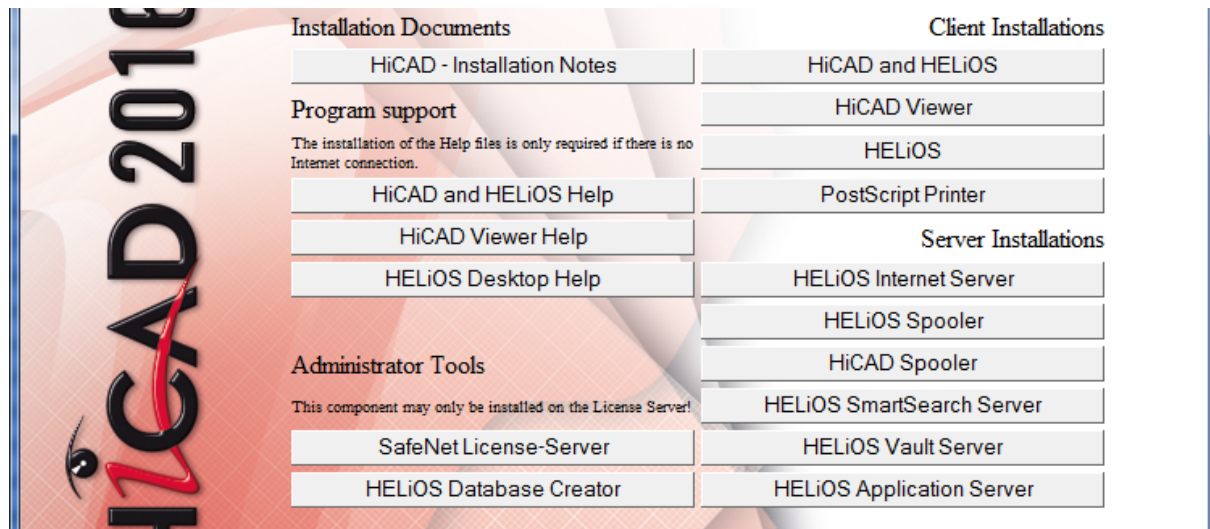 HiCAD 2018
Installation Documents
HiCAD - Installation Notes
Program support
The installation of the Help files is only required if there is no
Internet connection.
HiCAD and HELiOS Help
HiCAD Viewer Help
HELiOS Desktop Help
Administrator Tools
This component may only be installed on the License Server!
SafeNet License-Server
HELiOS Database Creator
Client Installations
HiCAD and HELiOS
HiCAD Viewer
HELiOS
PostScript Printer
Server Installations
HELiOS Internet Server
HELiOS Spooler
HiCAD Spooler
HELiOS SmartSearch Server
HELiOS Vault Server
HELiOS Application Server